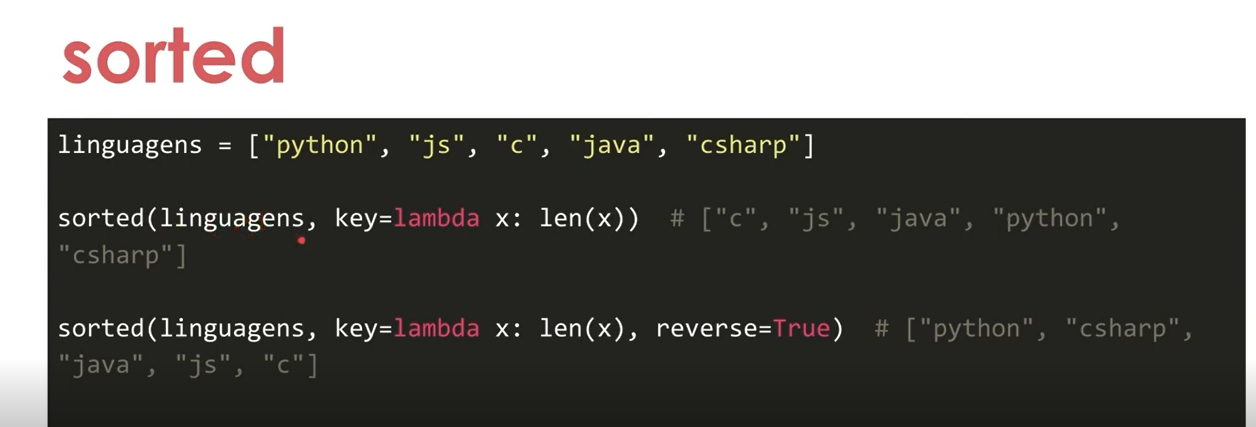 sorted
linguagens = ["python", "js", "c", "java", "csharp"]
sorted(linguagens, key=lambda x: len(x))  # ["c", "js", "java", "python",
"csharp"]
sorted(linguagens, key=lambda x: len(x), reverse=True)  # ["python", "csharp",
"java", "js", "c"]